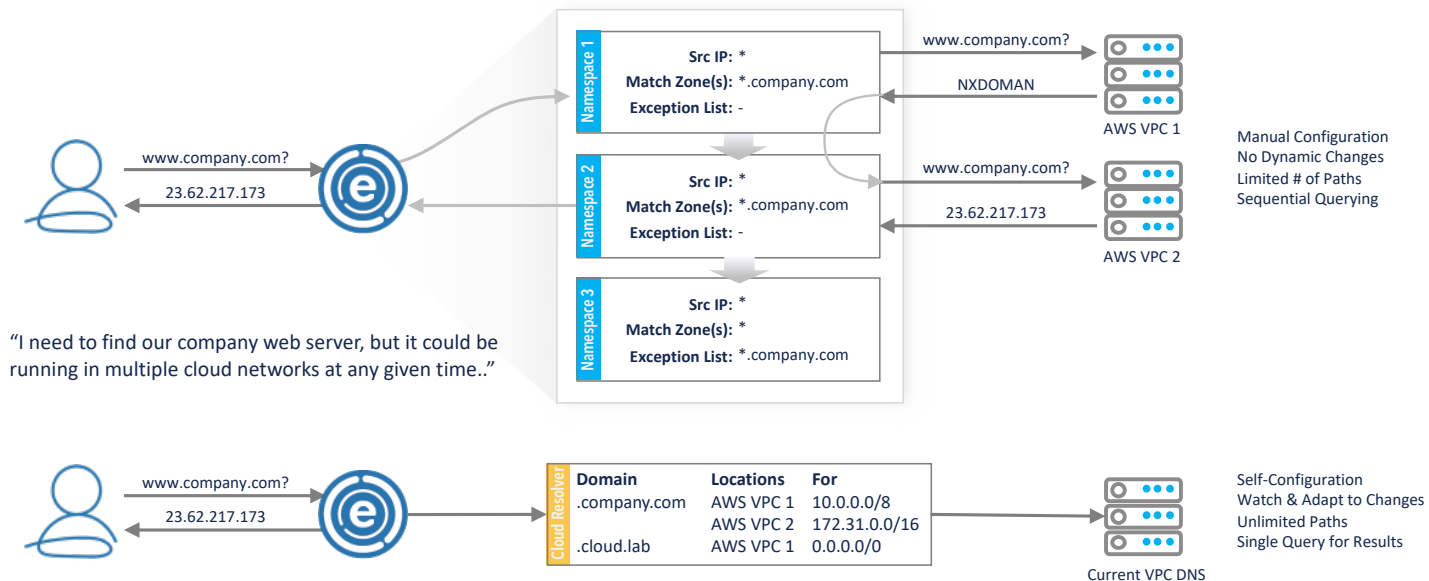 www.company.com?
23.62.217.173
e
Namespace 1
Src IP: *
Match Zone(s): *.company.com
Exception List: -
Namespace 2
Src IP: *
Match Zone(s): *.company.com
Exception List: -
Namespace 3
Src IP: *
Match Zone(s): *
Exception List: *.company.com
www.company.com?
NXDOMAN
AWS VPC 1
www.company.com?
23.62.217.173
AWS VPC 2
Manual Configuration
No Dynamic Changes
Limited # of Paths
Sequential Querying
“I need to find our company web server, but it could be
running in multiple cloud networks at any given time..”
www.company.com?
23.62.217.173
e
Cloud Resolver
Domain Locations For
.company.com AWS VPC 1 10.0.0.0/8
AWS VPC 2 172.31.0.0/16
.cloud.lab AWS VPC 1 0.0.0.0/0
Current VPC DNS
Self-Configuration
Watch & Adapt to Changes
Unlimited Paths
Single Query for Results